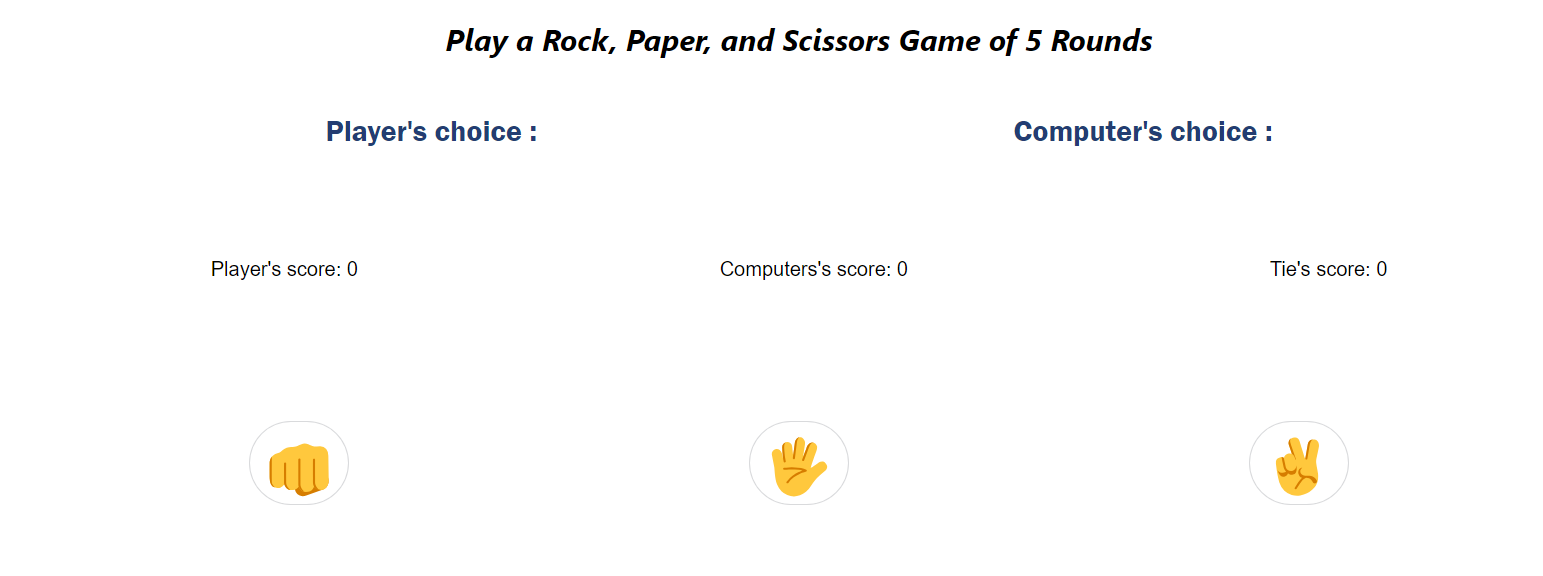 Play a Rock, Paper, and Scissors Game of 5 Rounds
Player's choice :
Computer's choice :
Player's score: 0
Computers's score: 0
Tie's score: 0